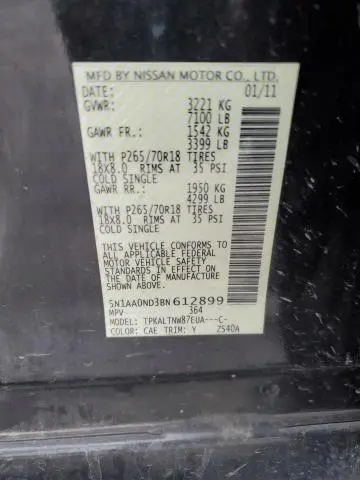 MFD BY NISSAN MOTOR CO., LTD.
DATE: 01/11
GVWR: 3221 KG
7100 LB
GAWR FR.: 1542 KG
3399 LB
WITH P265/70R18 TIRES
18X8.0 RIMS AT 35 PSI
COLD SINGLE
GAWR RR.: 1950 KG
4299 LB
WITH P265/70R18 TIRES
18X8.0 RIMS AT 35 PSI
COLD SINGLE
THIS VEHICLE CONFORMS TO
ALL APPLICABLE FEDERAL
MOTOR VEHICLE SAFETY
STANDARDS IN EFFECT ON
THE DATE OF MANUFACTURE
SHOWN ABOVE.
5N1AA0ND3BN612899
MPV 364
MODEL: TPKALTNW87EUA---C-
COLOR: CAE TRIM: Y ZS40A